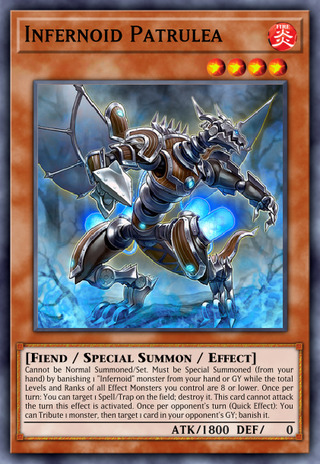 Infernoid Patrulea
FIRE
炎
[Fiend / Special Summon / Effect]
Cannot be Normal Summoned/Set. Must be Special Summoned (from your
hand) by banishing 1 "Infernoid" monster from your hand or GY while the total
Levels and Ranks of all Effect Monsters you control are 8 or lower. Once per
turn: You can target 1 Spell/Trap on the field; destroy it. This card cannot attack
the turn this effect is activated. Once per opponent's turn (Quick Effect): You
can Tribute 1 monster, then target 1 card in your opponent's GY; banish it.
ATK/1800 DEF/ 0